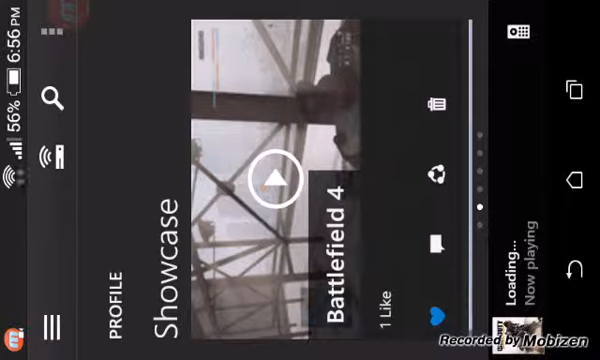 56% 6:56 PM
PROFILE
Showcase
Battlefield 4
1 Like
Loading...
Now playing
Recorded by Mobizen